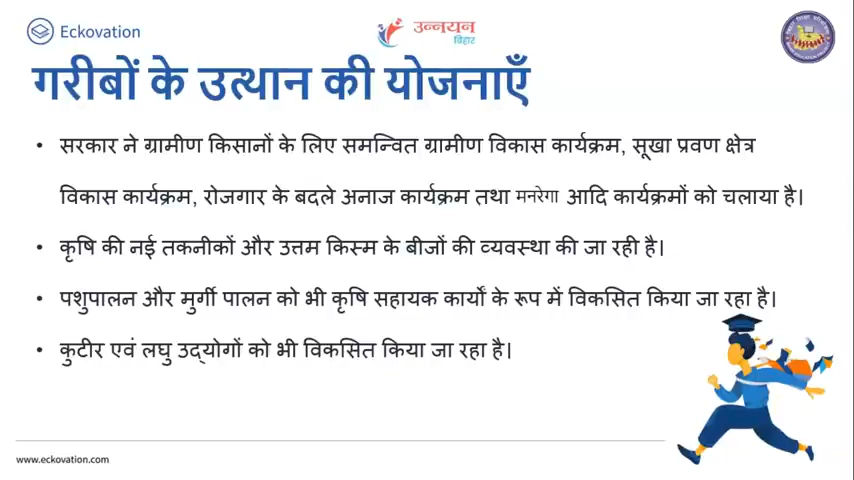 Eckovation
उन्नयन
बिहार
गरीबों के उत्थान की योजनाएँ
• सरकार ने ग्रामीण किसानों के लिए समन्वित ग्रामीण विकास कार्यक्रम, सूखा प्रवण क्षेत्र
विकास कार्यक्रम, रोजगार के बदले अनाज कार्यक्रम तथा मनरेगा आदि कार्यक्रमों को चलाया है।
• कृषि की नई तकनीकों और उत्तम किस्म के बीजों की व्यवस्था की जा रही है।
• पशुपालन और मुर्गी पालन को भी कृषि सहायक कार्यों के रूप में विकसित किया जा रहा है।
• कुटीर एवं लघु उद्योगों को भी विकसित किया जा रहा है।
www.eckovation.com